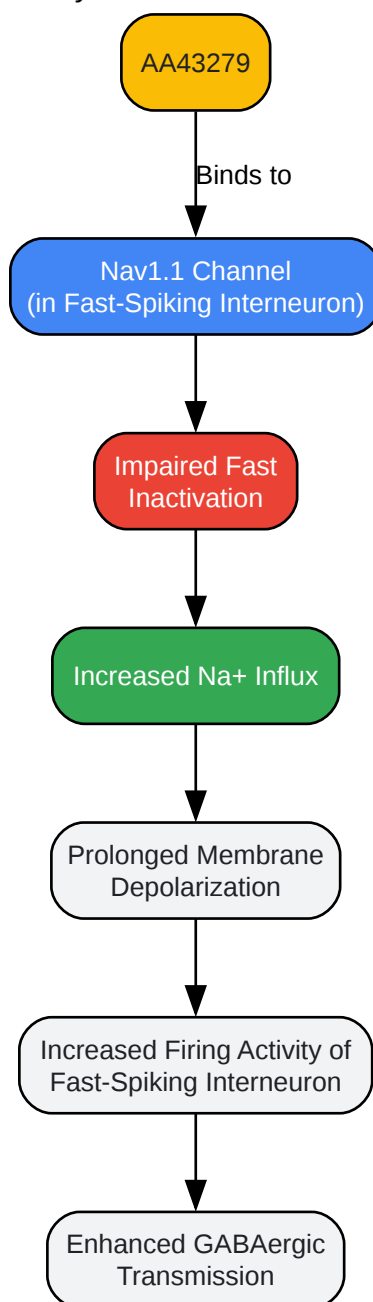 AA43279
Binds to
Nav1.1 Channel
(in Fast-Spiking Interneuron)
Impaired Fast
Inactivation
Increased Na+ Influx
Prolonged Membrane
Depolarization
Increased Firing Activity of
Fast-Spiking Interneuron
Enhanced GABAergic
Transmission